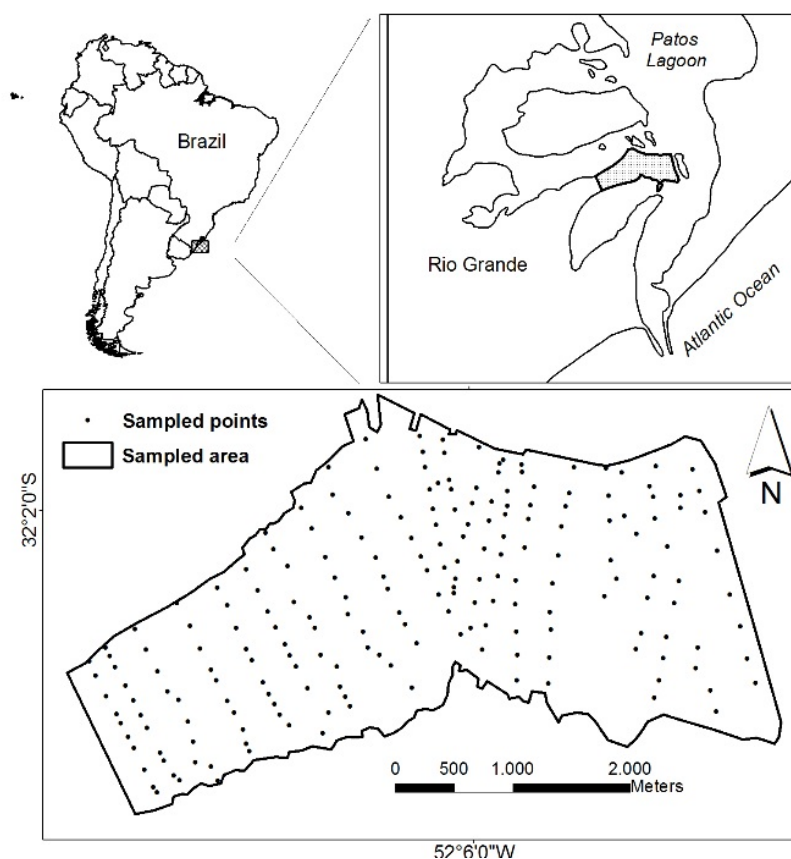 Brazil
Patos
Lagoon
Rio Grande
Atlantic Ocean
Sampled points
Sampled area
N
32°2'0"S
0 500 1.000 2.000
Meters
52°6'0"W